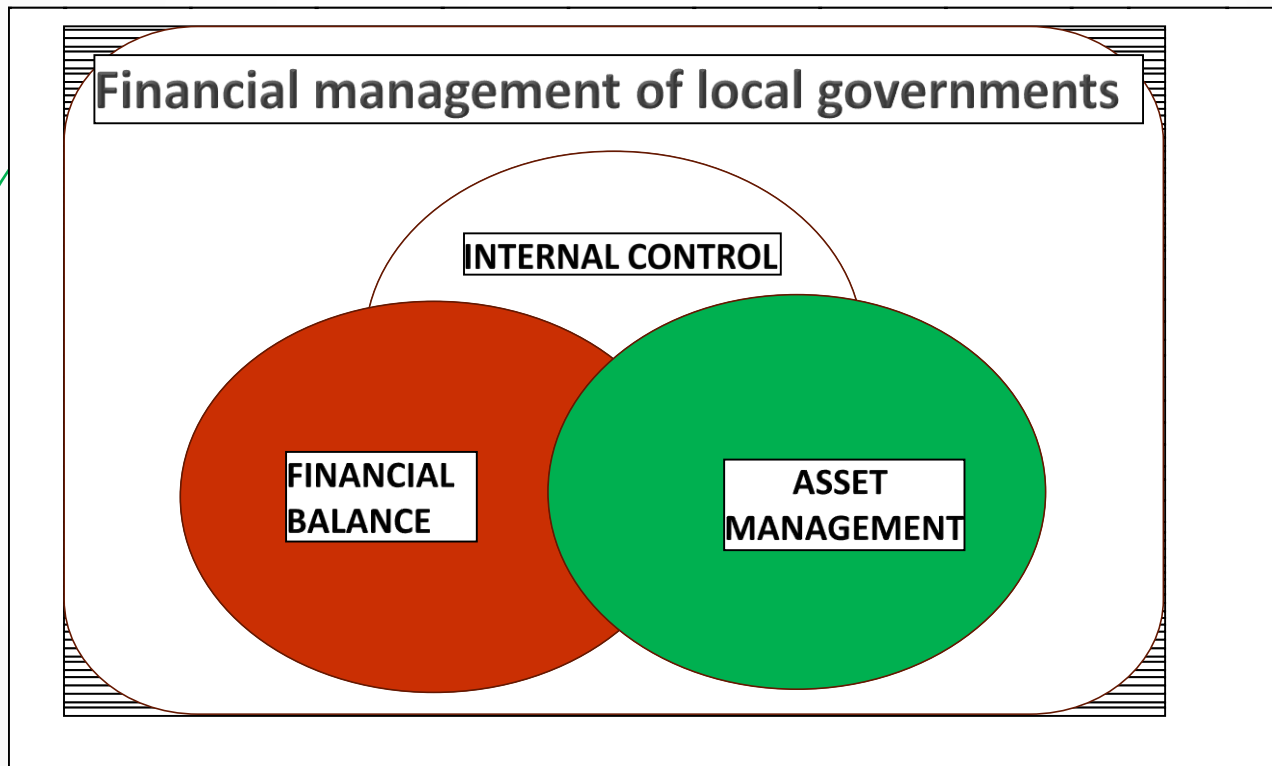 Financial management of local governments
INTERNAL CONTROL
FINANCIAL
BALANCE
ASSET
MANAGEMENT